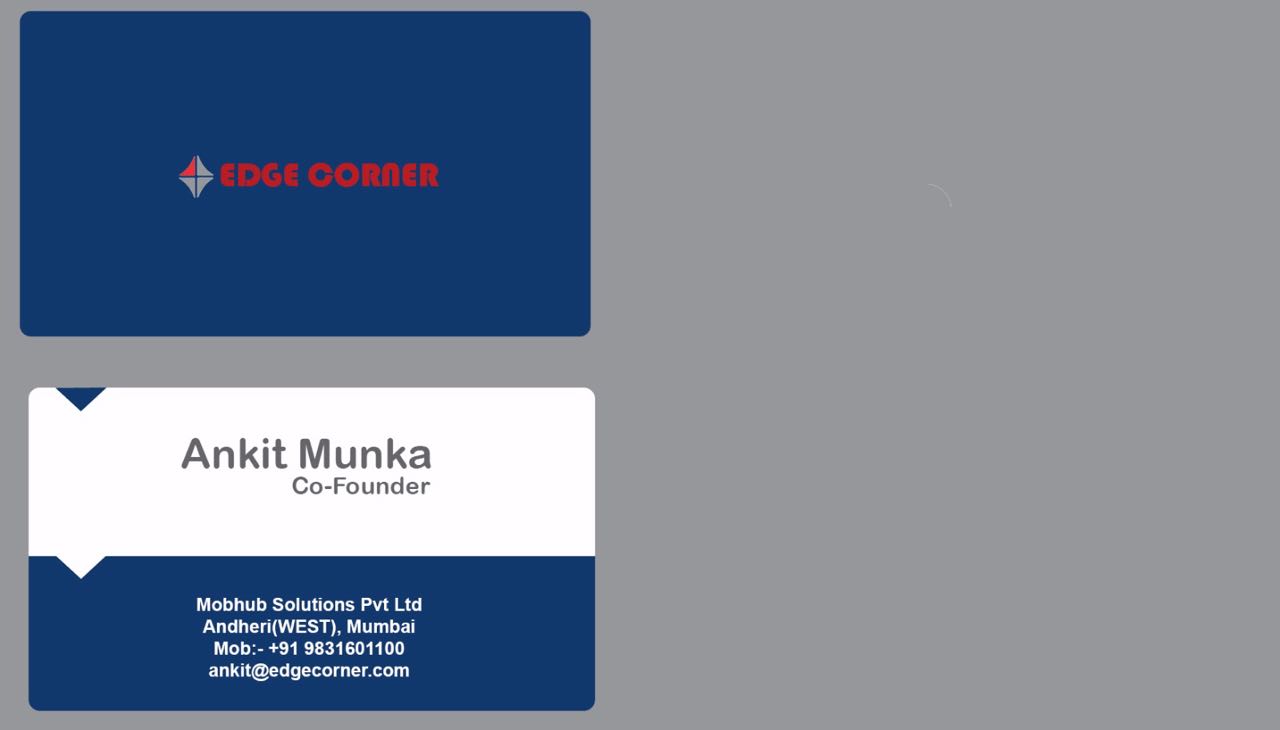 EDGE CORNER
Ankit Munka
Co-Founder
Mobhub Solutions Pvt Ltd
Andheri(WEST), Mumbai
Mob:- +91 9831601100
ankit@edgecorner.com